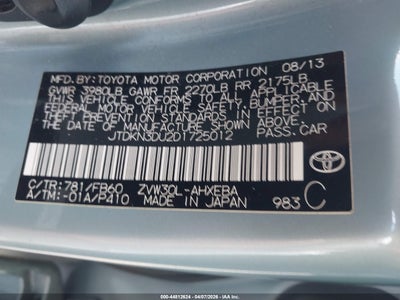 MFD.BY:TOYOTA MOTOR CORPORATION 08/13
GVWR 3980LB GAWR FR 2270LB RR 2175LB
THIS VEHICLE CONFORMS TO ALL APPLICABLE
FEDERAL MOTOR VEHICLE SAFETY, BUMPER, AND
THEFT PREVENTION STANDARDS IN EFFECT ON
THE DATE OF MANUFACTURE SHOWN ABOVE.
JTDKN3DU2D1725012 PASS.CAR
C/TR:781/FB60 ZVW30L-AHXEBA
A/TM:-01A/P410 MADE IN JAPAN 983 C
TOYOTA
000-44812624 - 04/07/2026 - IAA, Inc.